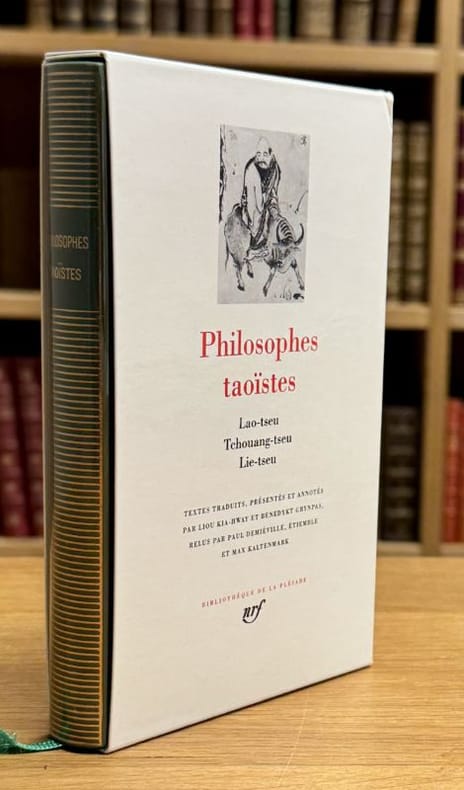 TAOÏSTES
Philosophes
taoïstes
Lao-tseu
Tchouang-tseu
Lie-tseu
TEXTES TRADUITS, PRÉSENTÉS ET ANNOTÉS
PAR LIOU KIA-HWAY ET BENEDYKT GRYNPAS,
RELUS PAR PAUL DEMIÉVILLE, ÉTIEMBLE
ET MAX KALTENMARK
BIBLIOTHÈQUE DE LA PLÉIADE
nrf